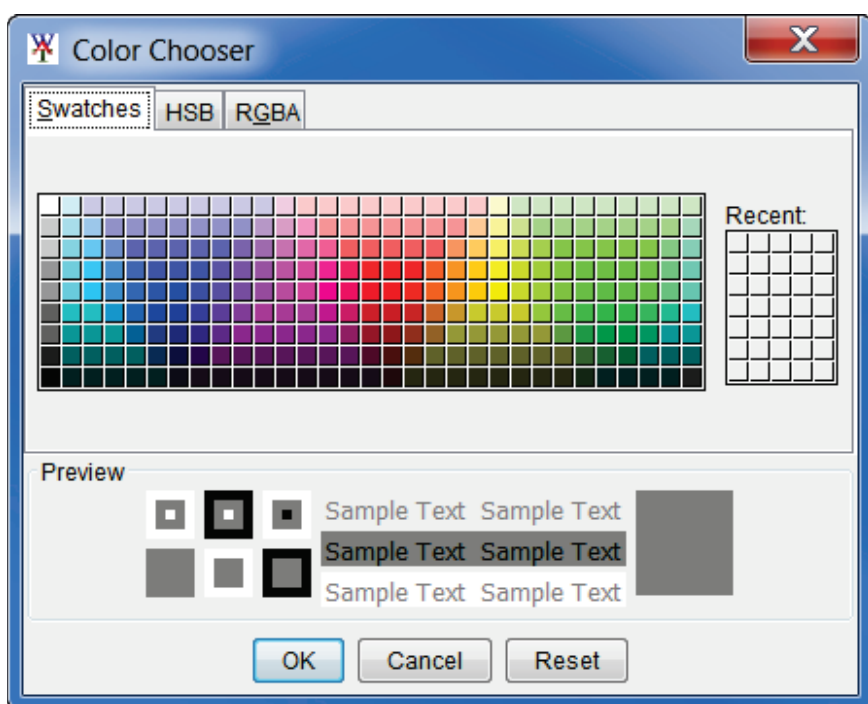 Color Chooser
Swatches HSB RGBA
Recent:
Preview
Sample Text Sample Text
Sample Text Sample Text
Sample Text Sample Text
OK Cancel Reset